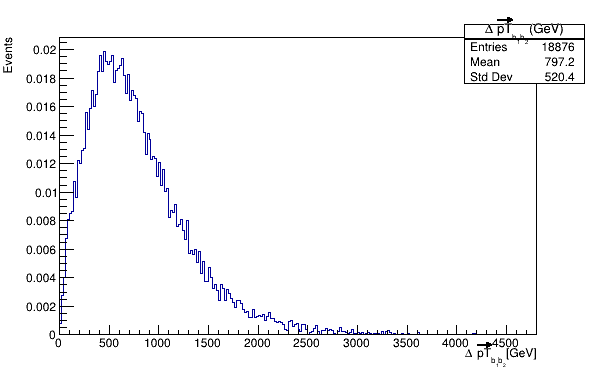 Δ pT b₁b₂ (GeV)
Entries 18876
Mean 797.2
Std Dev 520.4
Events
0.02
0.018
0.016
0.014
0.012
0.01
0.008
0.006
0.004
0.002
0
0 500 1000 1500 2000 2500 3000 3500 4000 4500
Δ pT b₁b₂ [GeV]